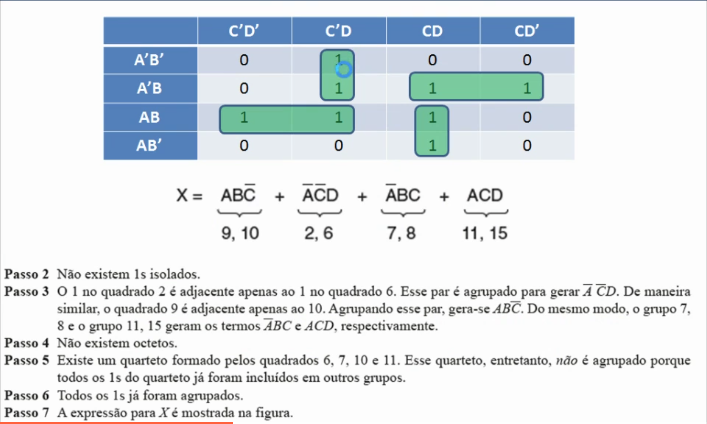 C'D' C'D CD CD'
A'B' 0 1 0 0
A'B 0 1 1 1
AB 1 1 1 0
AB' 0 0 1 0
X = ABC̅ + A̅C̅D + A̅BC + ACD
9, 10 2, 6 7, 8 11, 15
Passo 2 Não existem 1s isolados.
Passo 3 O 1 no quadrado 2 é adjacente apenas ao 1 no quadrado 6. Esse par é agrupado para gerar A̅ C̅D. De maneira
similar, o quadrado 9 é adjacente apenas ao 10. Agrupando esse par, gera-se ABC̅. Do mesmo modo, o grupo 7,
8 e o grupo 11, 15 geram os termos A̅BC e ACD, respectivamente.
Passo 4 Não existem octetos.
Passo 5 Existe um quarteto formado pelos quadrados 6, 7, 10 e 11. Esse quarteto, entretanto, não é agrupado porque
todos os 1s do quarteto já foram incluídos em outros grupos.
Passo 6 Todos os 1s já foram agrupados.
Passo 7 A expressão para X é mostrada na figura.